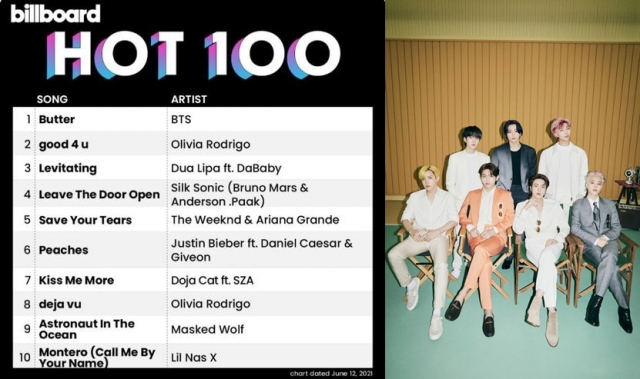 billboard
HOT 100
SONG ARTIST
1 Butter BTS
2 good 4 u Olivia Rodrigo
3 Levitating Dua Lipa ft. DaBaby
4 Leave The Door Open Silk Sonic (Bruno Mars &
Anderson .Paak)
5 Save Your Tears The Weeknd & Ariana Grande
6 Peaches Justin Bieber ft. Daniel Caesar &
Giveon
7 Kiss Me More Doja Cat ft. SZA
8 deja vu Olivia Rodrigo
9 Astronaut In The
Ocean Masked Wolf
10 Montero (Call Me By
Your Name) Lil Nas X
chart dated June 12, 2021